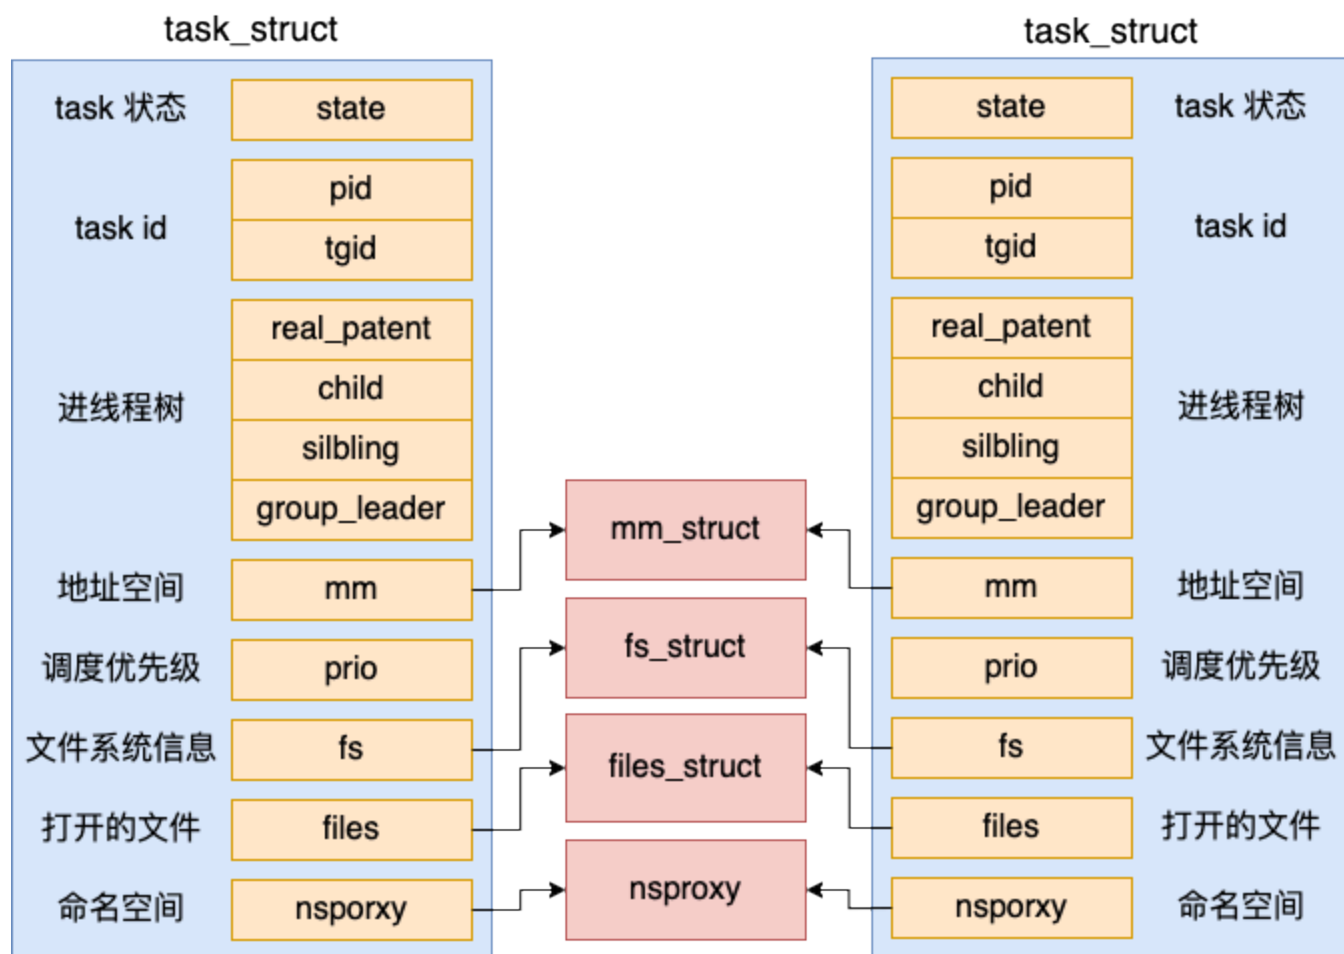 task_struct
task 状态
state
task id
pid
tgid
进线程树
real_patent
child
silbling
group_leader
地址空间
mm
调度优先级
prio
文件系统信息
fs
打开的文件
files
命名空间
nsporxy
mm_struct
fs_struct
files_struct
nsproxy
task_struct
state
task 状态
pid
tgid
task id
real_patent
child
silbling
group_leader
进线程树
mm
地址空间
prio
调度优先级
fs
文件系统信息
files
打开的文件
nsporxy
命名空间